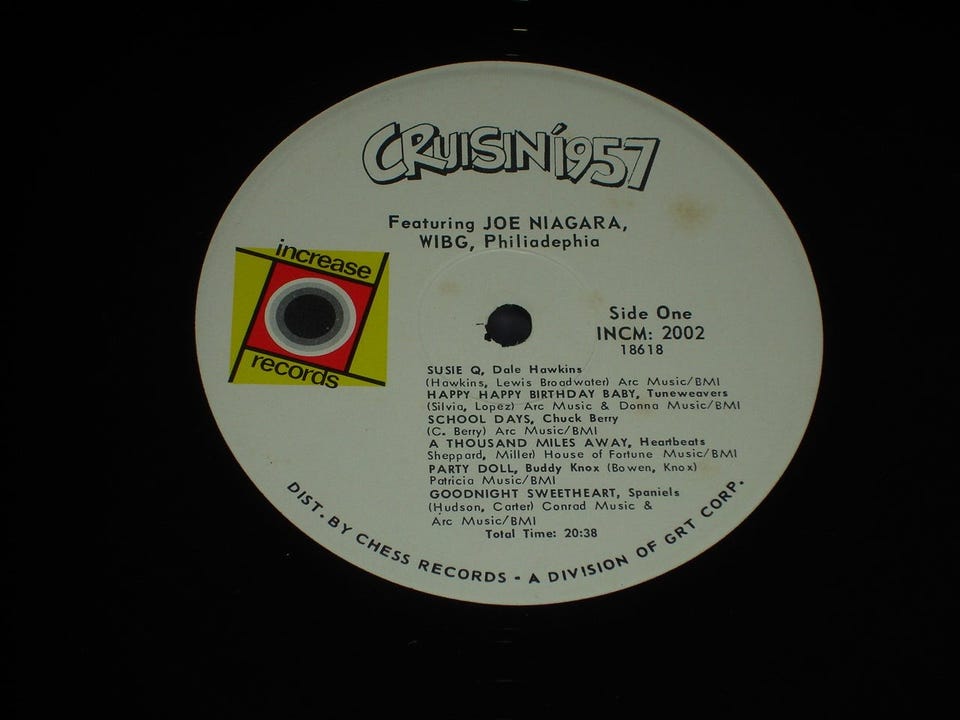 CRUISIN' 1957
Featuring JOE NIAGARA,
WIBG, Philiadephia
increase
records
Side One
INCM: 2002
18618
SUSIE Q, Dale Hawkins
(Hawkins, Lewis Broadwater) Arc Music/BMI
HAPPY HAPPY BIRTHDAY BABY, Tuneweavers
(Silvia, Lopez) Arc Music & Donna Music/BMI
SCHOOL DAYS, Chuck Berry
(C. Berry) Arc Music/BMI
A THOUSAND MILES AWAY, Heartbeats
Sheppard, Miller) House of Fortune Music/BMI
PARTY DOLL, Buddy Knox (Bowen, Knox)
Patricia Music/BMI
GOODNIGHT SWEETHEART, Spaniels
(Hudson, Carter) Conrad Music &
Arc Music/BMI
Total Time: 20:38
DIST. BY CHESS RECORDS - A DIVISION OF GRT CORP.